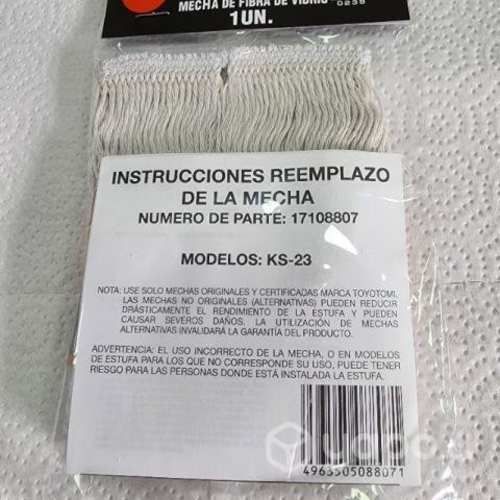 MECHA DE FIBRA DE VIDRIO
1UN.
INSTRUCCIONES REEMPLAZO
DE LA MECHA
NUMERO DE PARTE: 17108807
MODELOS: KS-23
NOTA: USE SOLO MECHAS ORIGINALES Y CERTIFICADAS MARCA TOYOTOMI,
LAS MECHAS NO ORIGINALES (ALTERNATIVAS) PUEDEN REDUCIR
DRÁSTICAMENTE EL RENDIMIENTO DE LA ESTUFA Y PUEDEN
CAUSAR SEVEROS DAÑOS. LA UTILIZACIÓN DE MECHAS
ALTERNATIVAS INVALIDARA LA GARANTÍA DEL PRODUCTO.
ADVERTENCIA: EL USO INCORRECTO DE LA MECHA, O EN MODELOS
DE ESTUFA PARA LOS QUE NO CORRESPONDE SU USO, PUEDE TENER
RIESGO PARA LAS PERSONAS DONDE ESTÁ INSTALADA LA ESTUFA.
yapo.cl
4963505088071